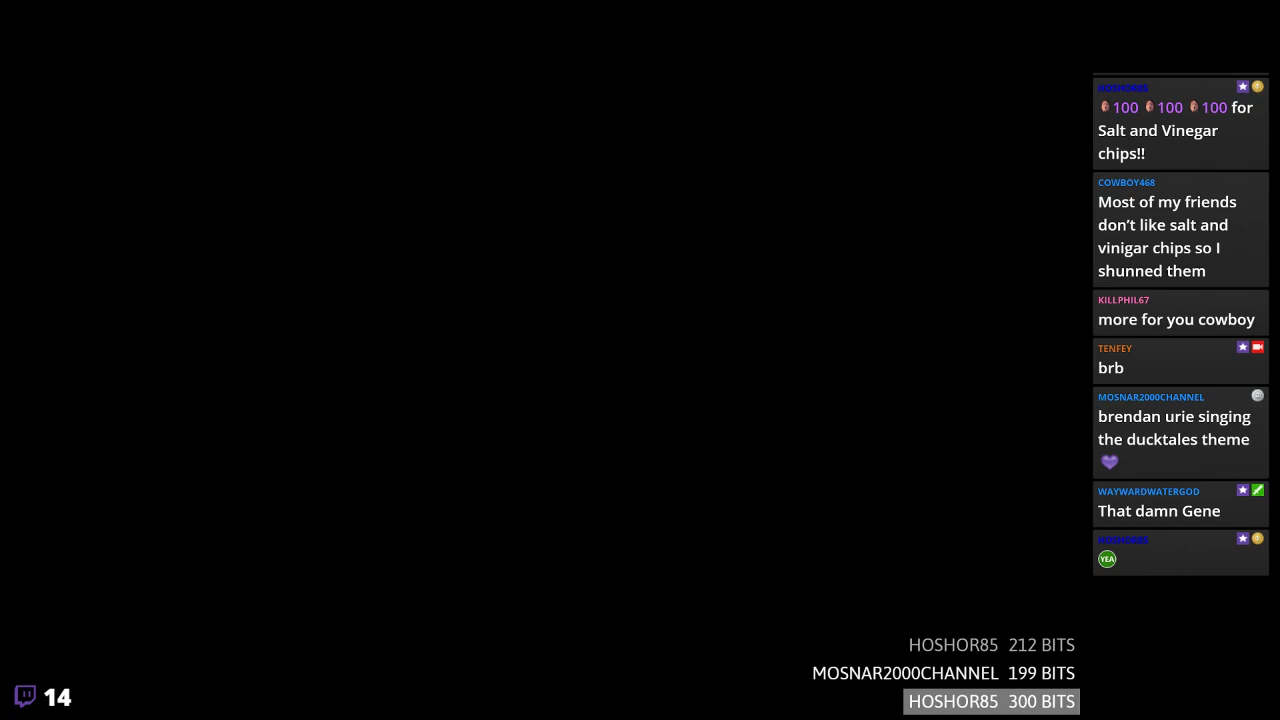 HOSHOR85
100 100 100 for
Salt and Vinegar
chips!!
COWBOY468
Most of my friends
don't like salt and
vinigar chips so I
shunned them
KILLPHIL67
more for you cowboy
TENFEY
brb
MOSNAR2000CHANNEL
brendan urie singing
the ducktales theme
WAYWARDWATERGOD
That damn Gene
HOSHOR85
YEA
HOSHOR85 212 BITS
MOSNAR2000CHANNEL 199 BITS
HOSHOR85 300 BITS
14